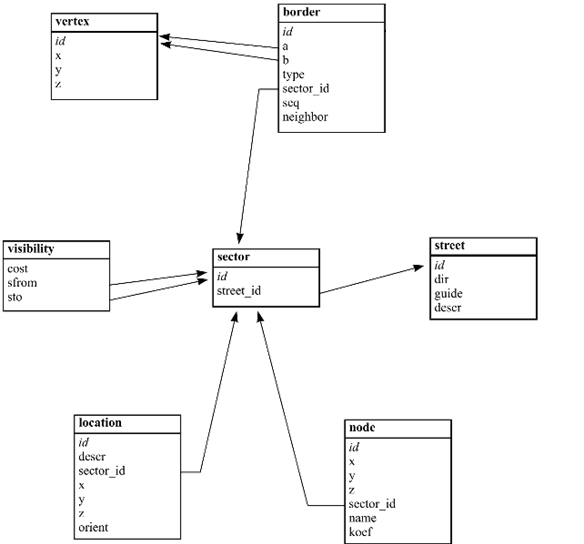 vertex
id
x
y
z
border
id
a
b
type
sector_id
seq
neighbor
visibility
cost
sfrom
sto
sector
id
street_id
street
id
dir
guide
descr
location
id
descr
sector_id
x
y
z
orient
node
id
x
y
z
sector_id
name
koef